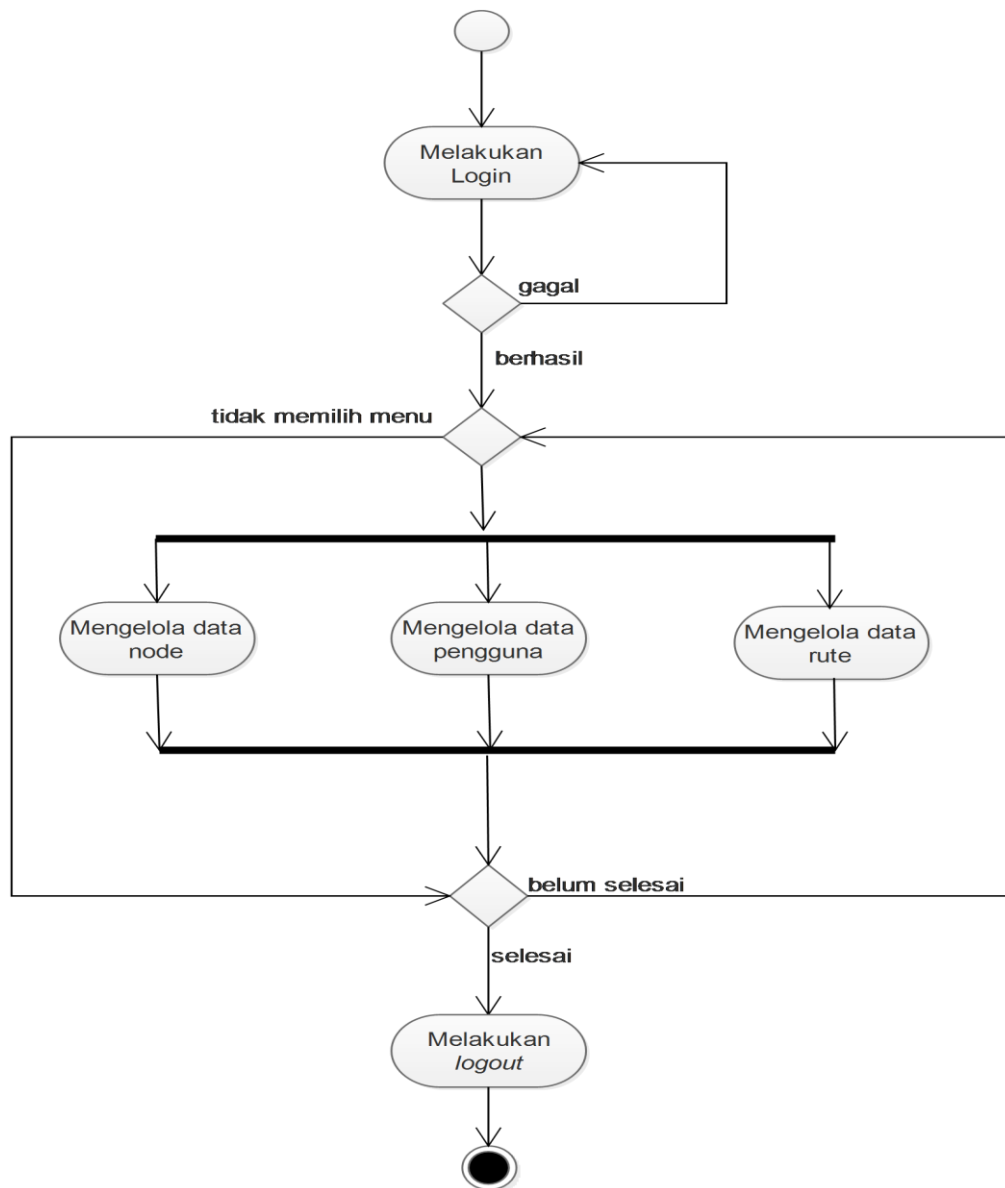 Melakukan
Login
gagal
berhasil
tidak memilih menu
Mengelola data
node
Mengelola data
pengguna
Mengelola data
rute
belum selesai
selesai
Melakukan
logout